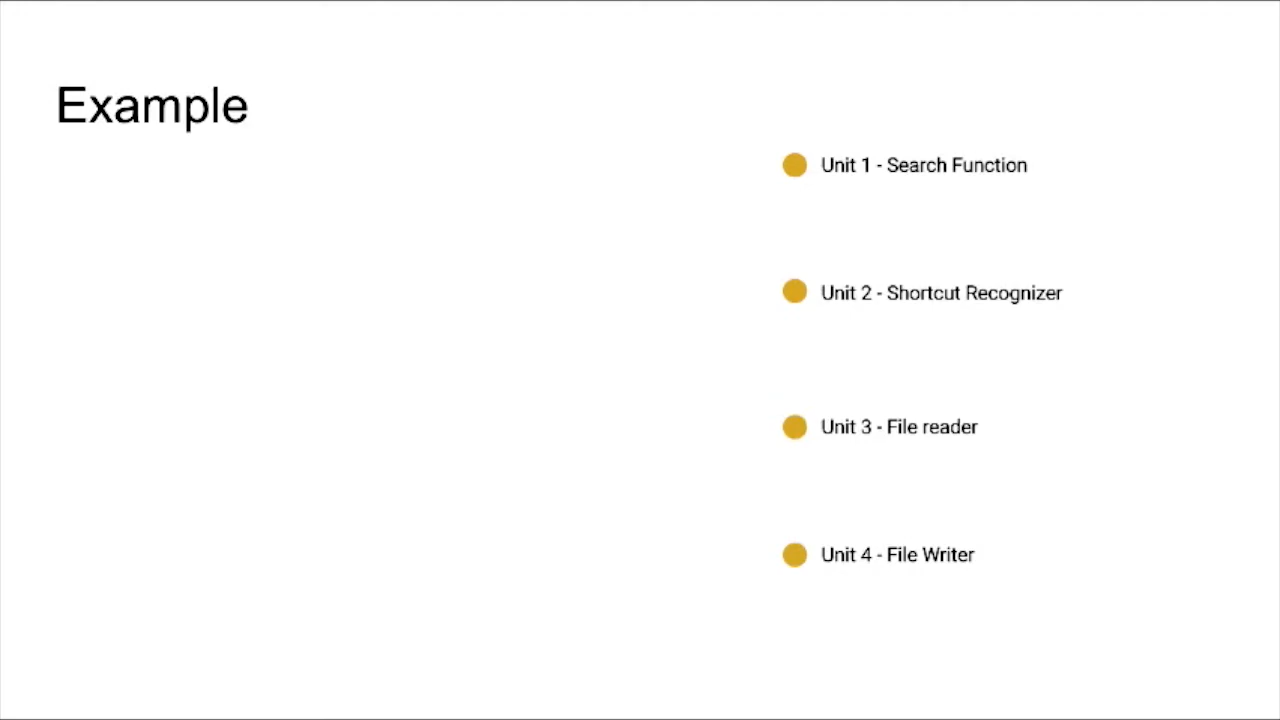 Example
Unit 1 - Search Function
Unit 2 - Shortcut Recognizer
Unit 3 - File reader
Unit 4 - File Writer